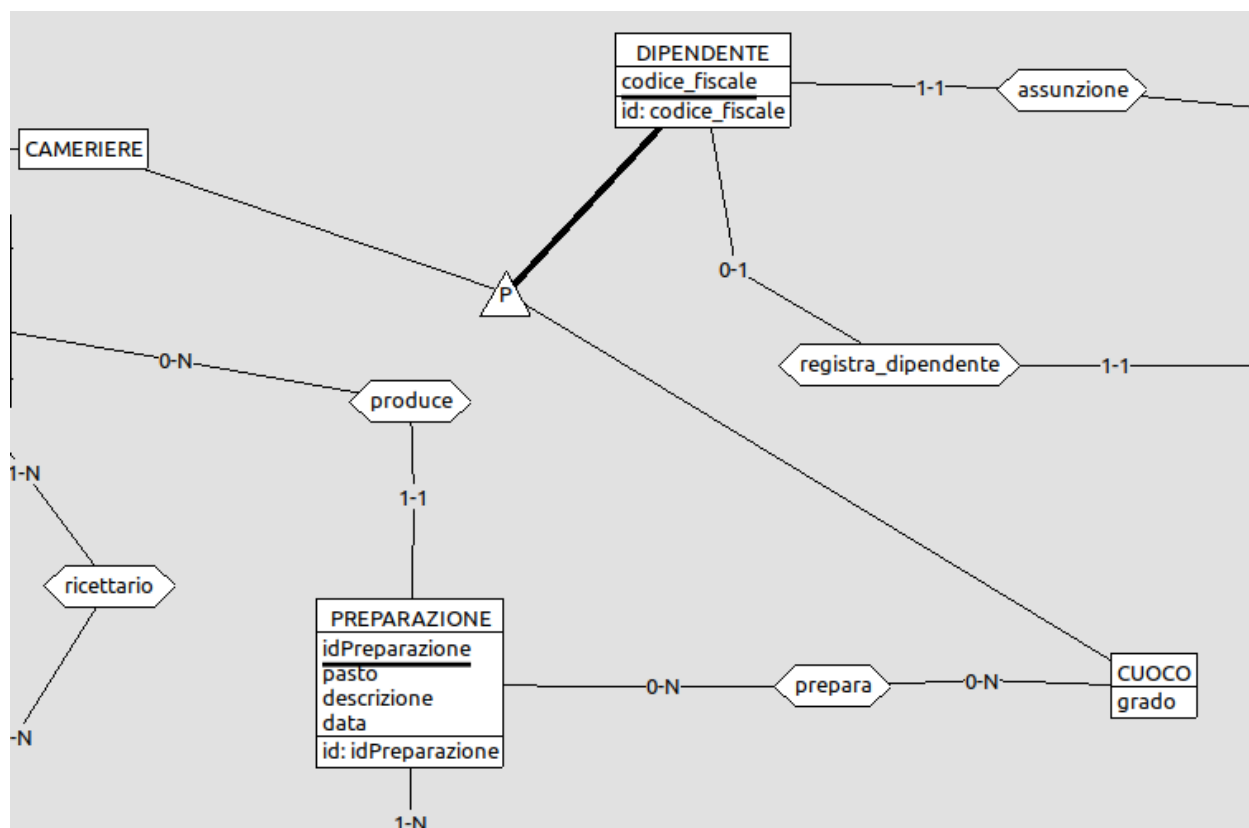 DIPENDENTE
codice_fiscale
id: codice_fiscale
1-1
assunzione
CAMERIERE
P
0-1
0-N
produce
registra_dipendente
1-1
1-N
1-1
ricettario
PREPARAZIONE
idPreparazione
pasto
descrizione
data
id: idPreparazione
0-N
prepara
0-N
CUOCO
grado
-N
1-N